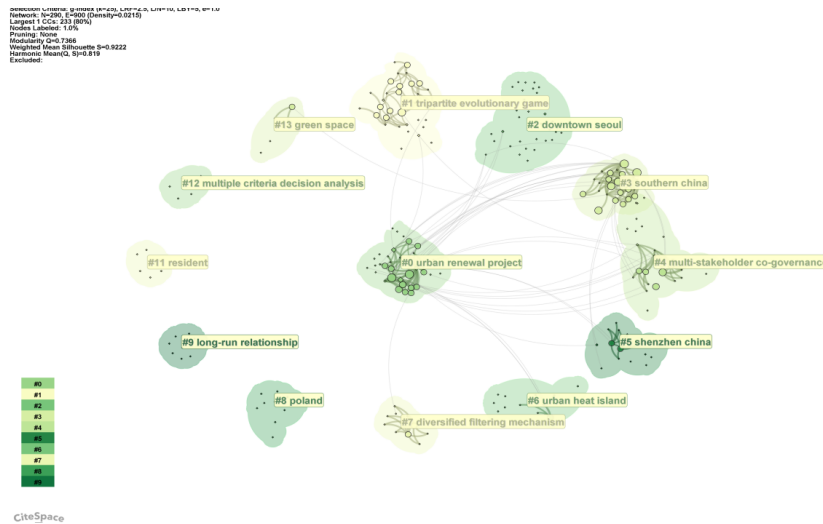 Selection Criteria: g-index (k=25), LRF=2.5, L/N=10, LBY=5, e=1.0
Network: N=290, E=900 (Density=0.0215)
Largest 1 CCs: 233 (80%)
Nodes Labeled: 1.0%
Pruning: None
Modularity Q=0.7366
Weighted Mean Silhouette S=0.9222
Harmonic Mean(Q, S)=0.819
Excluded:
#1 tripartite evolutionary game
#13 green space
#2 downtown seoul
#12 multiple criteria decision analysis
#3 southern china
#11 resident
#0 urban renewal project
#4 multi-stakeholder co-governance
#9 long-run relationship
#5 shenzhen china
#8 poland
#6 urban heat island
#7 diversified filtering mechanism
#0
#1
#2
#3
#4
#5
#6
#7
#8
#9
CiteSpace